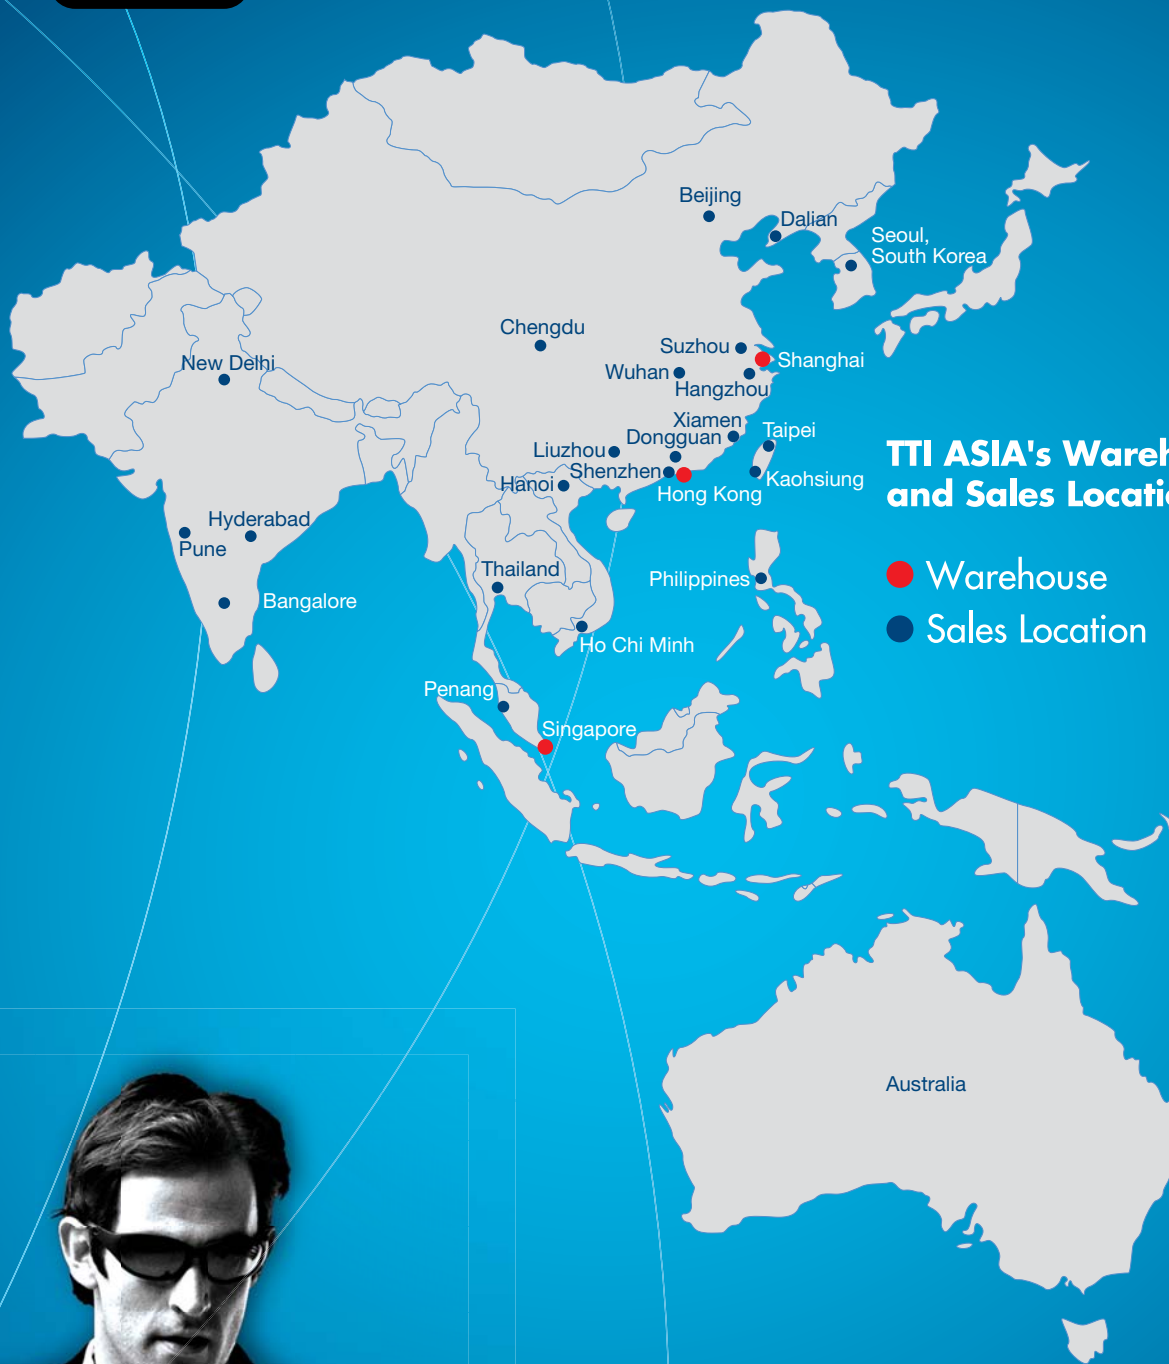 Beijing
Dalian
Seoul,
South Korea
Chengdu
Suzhou
Shanghai
New Delhi
Wuhan
Hangzhou
Xiamen
Taipei
Dongguan
Liuzhou
Shenzhen
Kaohsiung
Hanoi
Hong Kong
TTI ASIA's Wareh
and Sales Locati
Hyderabad
Pune
Thailand
Philippines
Warehouse
Bangalore
Sales Location
Ho Chi Minh
Penang
Singapore
Australia